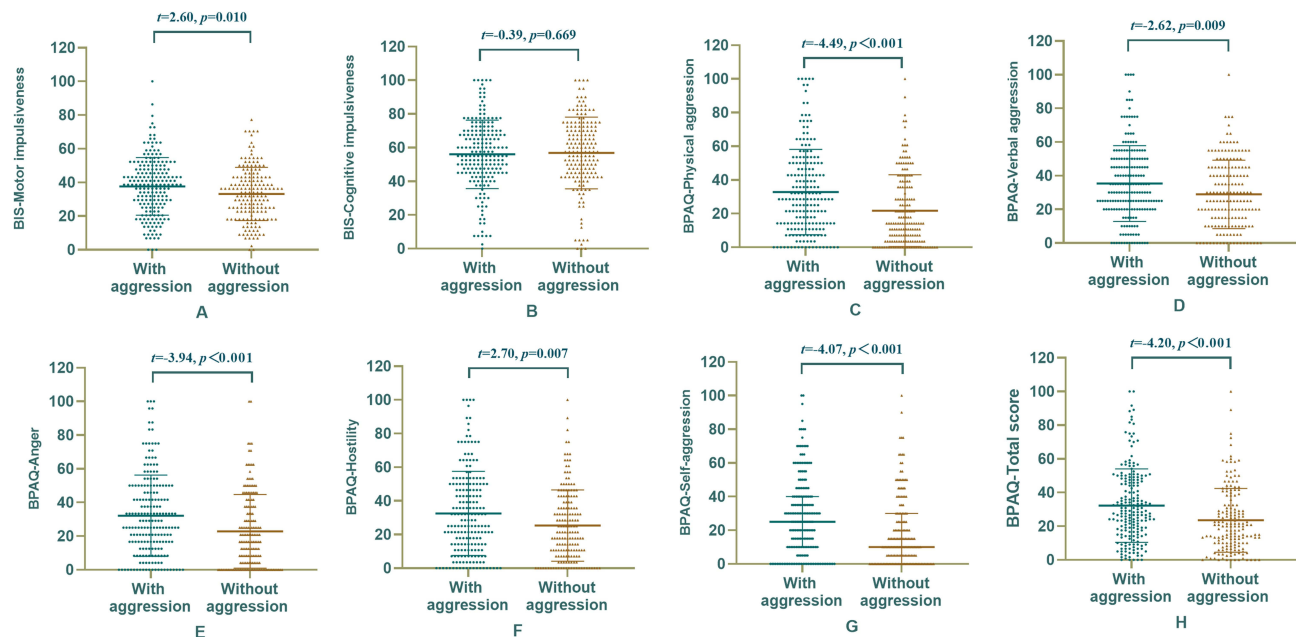 t=2.60, p=0.010
BIS-Motor impulsiveness
120
100
80
60
40
20
0
With
aggression
Without
aggression
A
t=-0.39, p=0.669
BIS-Cognitive impulsiveness
120
100
80
60
40
20
0
With
aggression
Without
aggression
B
t=-4.49, p<0.001
BPAQ-Physical aggression
120
100
80
60
40
20
0
With
aggression
Without
aggression
C
t=-2.62, p=0.009
BPAQ-Verbal aggression
120
100
80
60
40
20
0
With
aggression
Without
aggression
D
t=-3.94, p<0.001
BPAQ-Anger
120
100
80
60
40
20
0
With
aggression
Without
aggression
E
t=2.70, p=0.007
BPAQ-Hostility
120
100
80
60
40
20
0
With
aggression
Without
aggression
F
t=-4.07, p<0.001
BPAQ-Self-aggression
120
100
80
60
40
20
0
With
aggression
Without
aggression
G
t=-4.20, p<0.001
BPAQ-Total score
120
100
80
60
40
20
0
With
aggression
Without
aggression
H